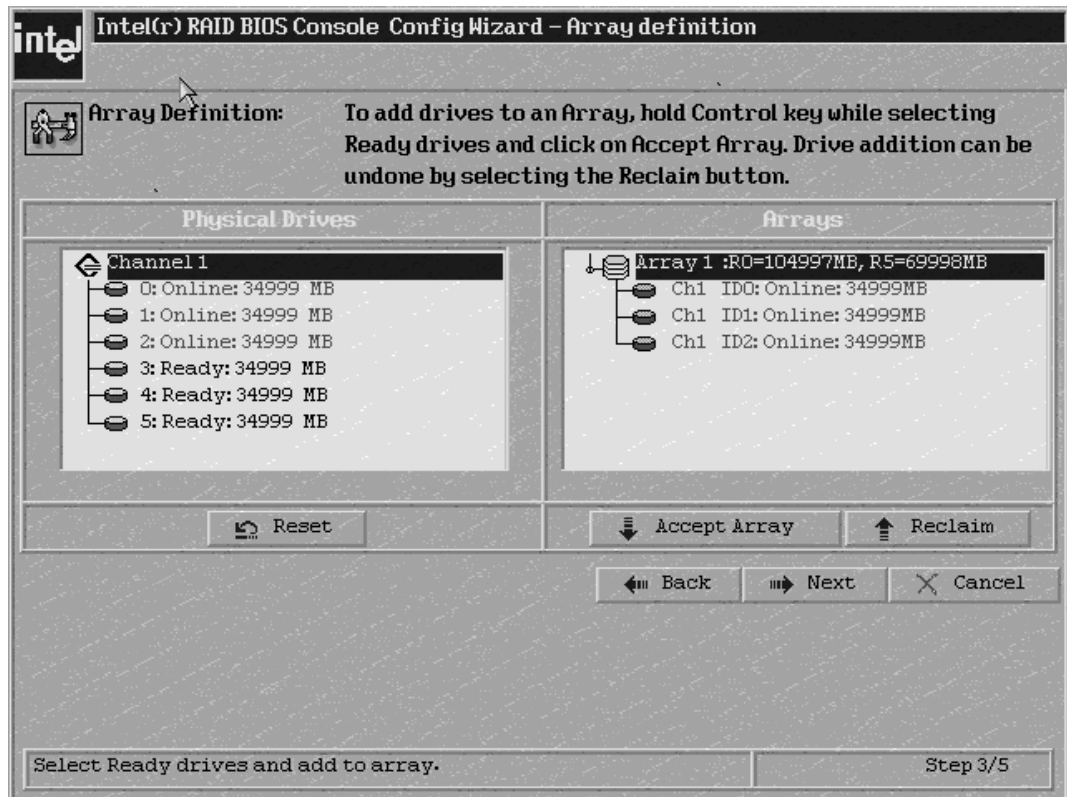 intel
Intel(r) RAID BIOS Console Config Wizard – Array definition
Array Definition:
To add drives to an Array, hold Control key while selecting
Ready drives and click on Accept Array. Drive addition can be
undone by selecting the Reclaim button.
Physical Drives
Channel 1
0: Online: 34999 MB
1: Online: 34999 MB
2: Online: 34999 MB
3: Ready: 34999 MB
4: Ready: 34999 MB
5: Ready: 34999 MB
Reset
Arrays
Array 1 :R0=104997MB, R5=69998MB
Ch1 ID0: Online: 34999MB
Ch1 ID1: Online: 34999MB
Ch1 ID2: Online: 34999MB
Accept Array
Reclaim
Back
Next
Cancel
Select Ready drives and add to array.
Step 3/5